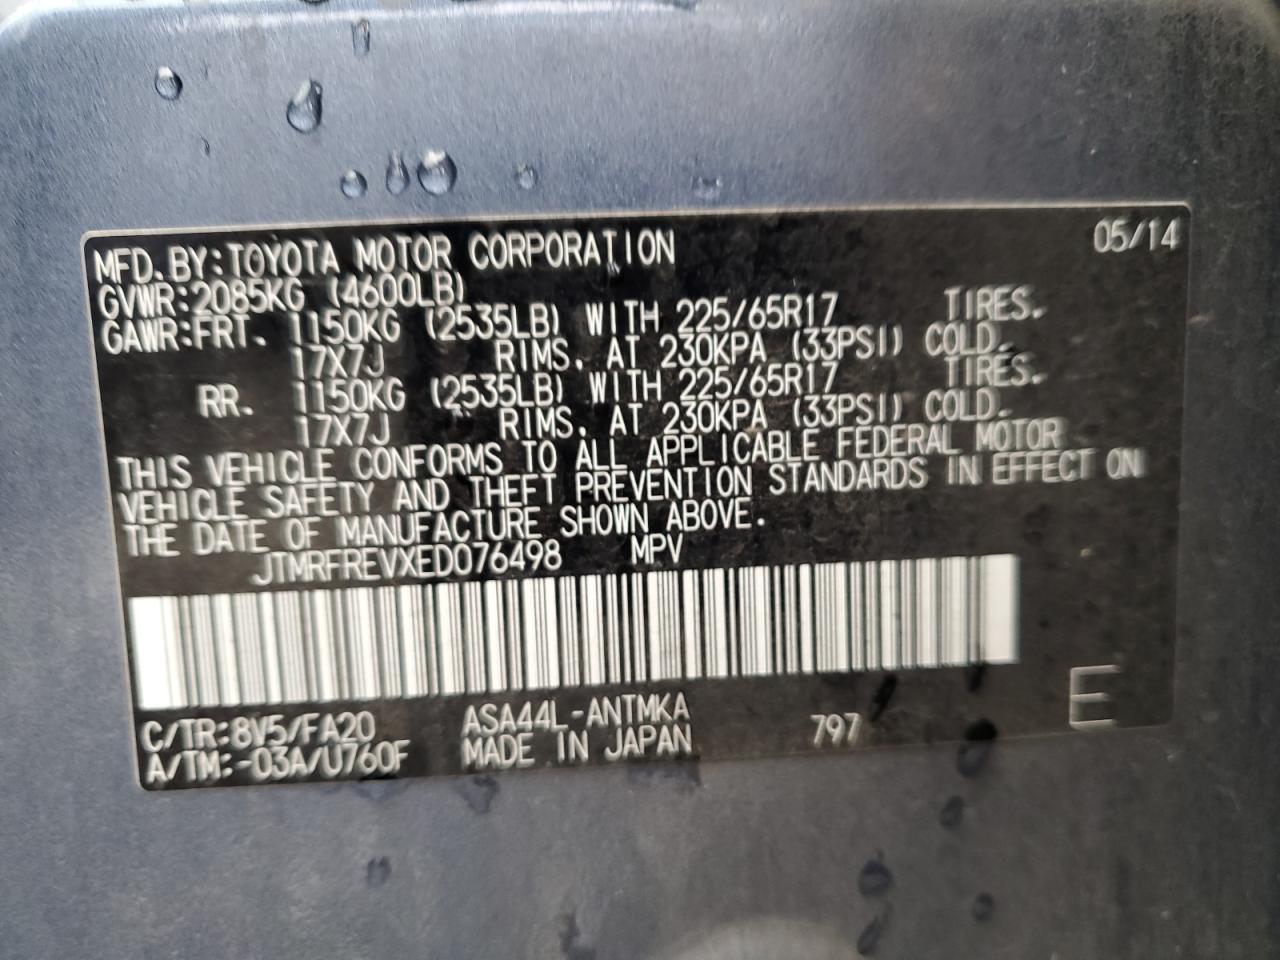 MFD. BY: TOYOTA MOTOR CORPORATION 05/14
GVWR: 2085KG (4600LB)
GAWR: FRT. 1150KG (2535LB) WITH 225/65R17 TIRES.
17X7J RIMS, AT 230KPA (33PSI) COLD.
RR. 1150KG (2535LB) WITH 225/65R17 TIRES.
17X7J RIMS, AT 230KPA (33PSI) COLD.
THIS VEHICLE CONFORMS TO ALL APPLICABLE FEDERAL MOTOR
VEHICLE SAFETY AND THEFT PREVENTION STANDARDS IN EFFECT ON
THE DATE OF MANUFACTURE SHOWN ABOVE.
JTMRFREVXED076498 MPV
C/TR: 8V5/FA20 ASA44L-ANTMKA 797 E
A/TM: -03A/U760F MADE IN JAPAN